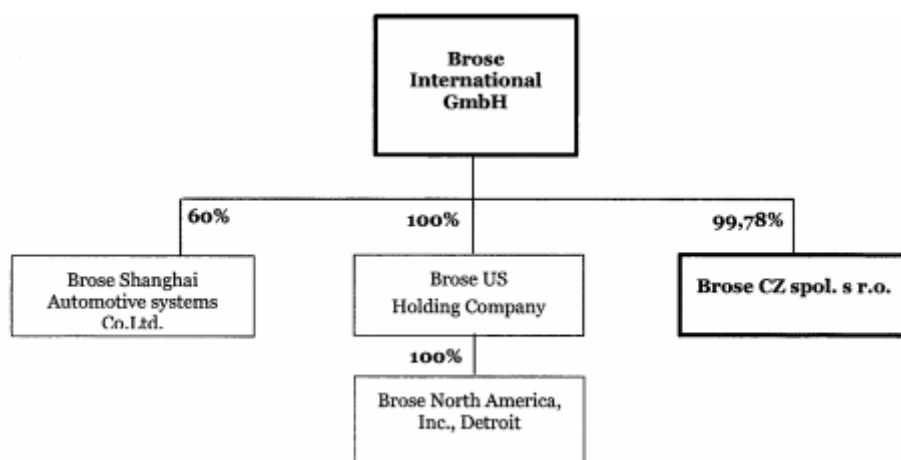 Brose
International
GmbH
60%
100%
99,78%
Brose Shanghai
Automotive systems
Co.Ltd.
Brose US
Holding Company
Brose CZ spol. s r.o.
100%
Brose North America,
Inc., Detroit